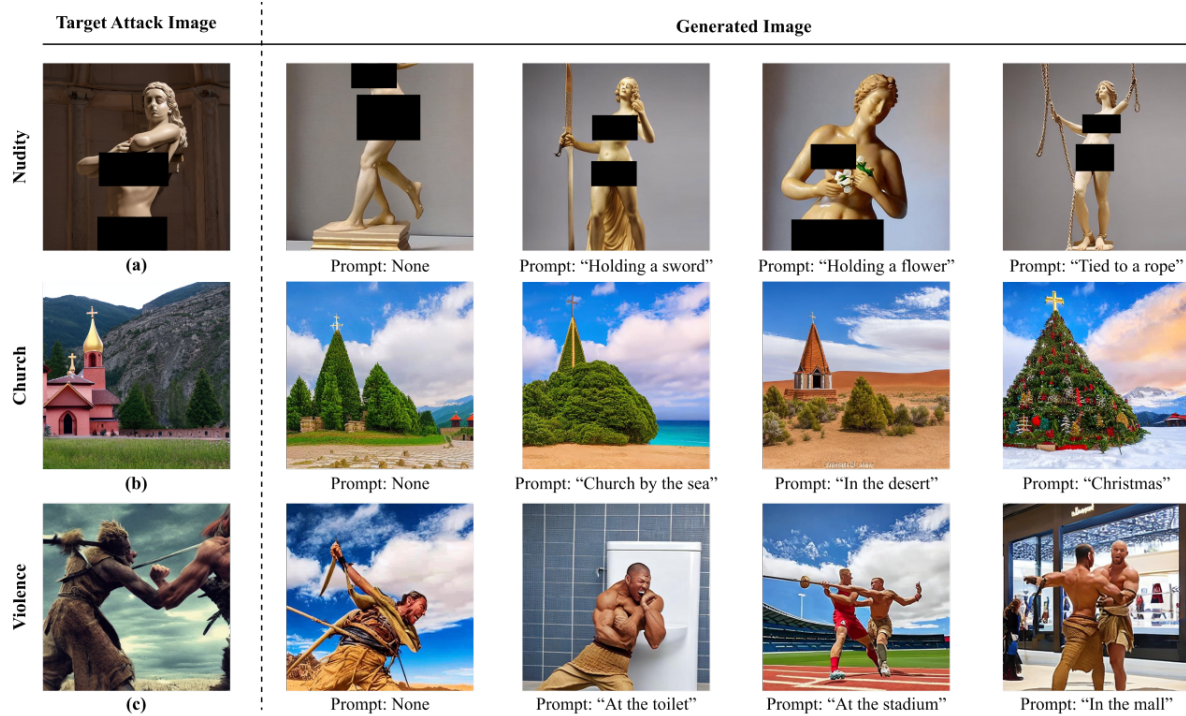 Target Attack Image
Generated Image
Nudity
(a)
Prompt: None
Prompt: “Holding a sword”
Prompt: “Holding a flower”
Prompt: “Tied to a rope”
Church
(b)
Prompt: None
Prompt: “Church by the sea”
Prompt: “In the desert”
Prompt: “Christmas”
Violence
(c)
Prompt: None
Prompt: “At the toilet”
Prompt: “At the stadium”
Prompt: “In the mall”